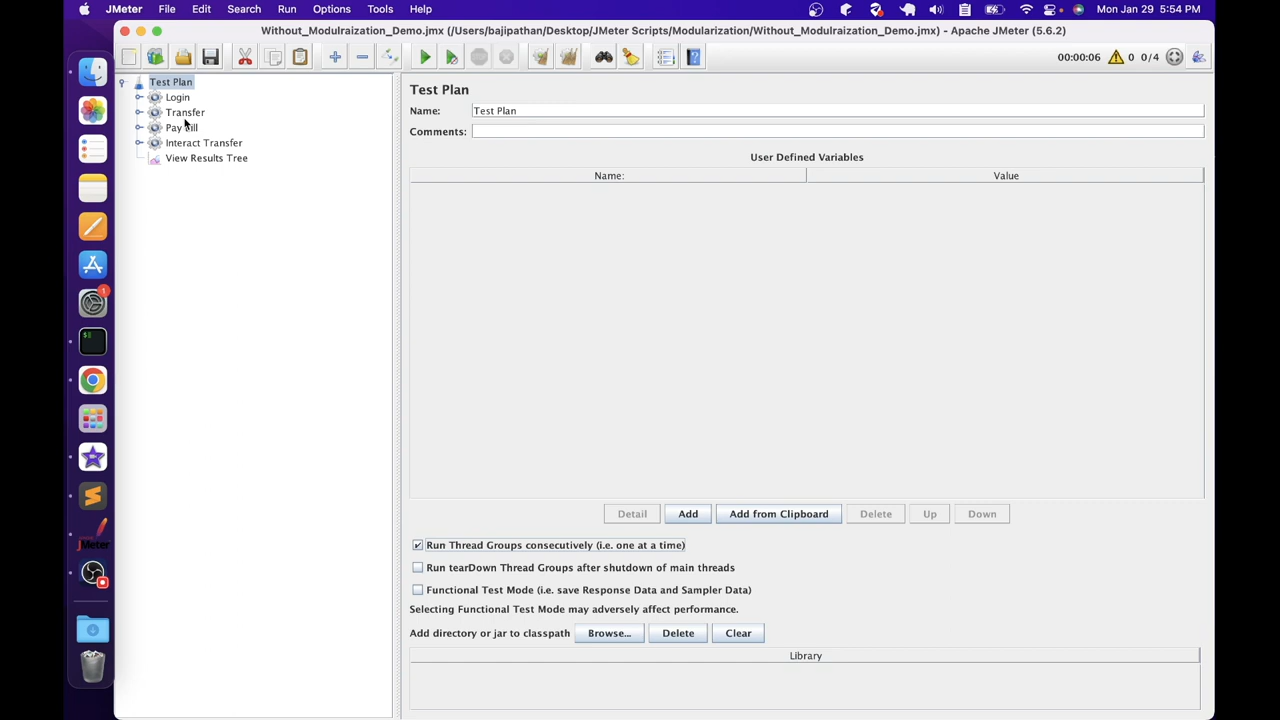 JMeter File Edit Search Run Options Tools Help Mon Jan 29 5:54 PM
Without_Modulraization_Demo.jmx (/Users/bajipathan/Desktop/JMeter Scripts/Modularization/Without_Modulraization_Demo.jmx) - Apache JMeter (5.6.2)
00:00:06 0 0/4
Test Plan
Login
Transfer
Pay Bill
Interact Transfer
View Results Tree
Test Plan
Name: Test Plan
Comments:
User Defined Variables
Name: Value
Detail Add Add from Clipboard Delete Up Down
Run Thread Groups consecutively (i.e. one at a time)
Run tearDown Thread Groups after shutdown of main threads
Functional Test Mode (i.e. save Response Data and Sampler Data)
Selecting Functional Test Mode may adversely affect performance.
Add directory or jar to classpath Browse... Delete Clear
Library
1
JMeter